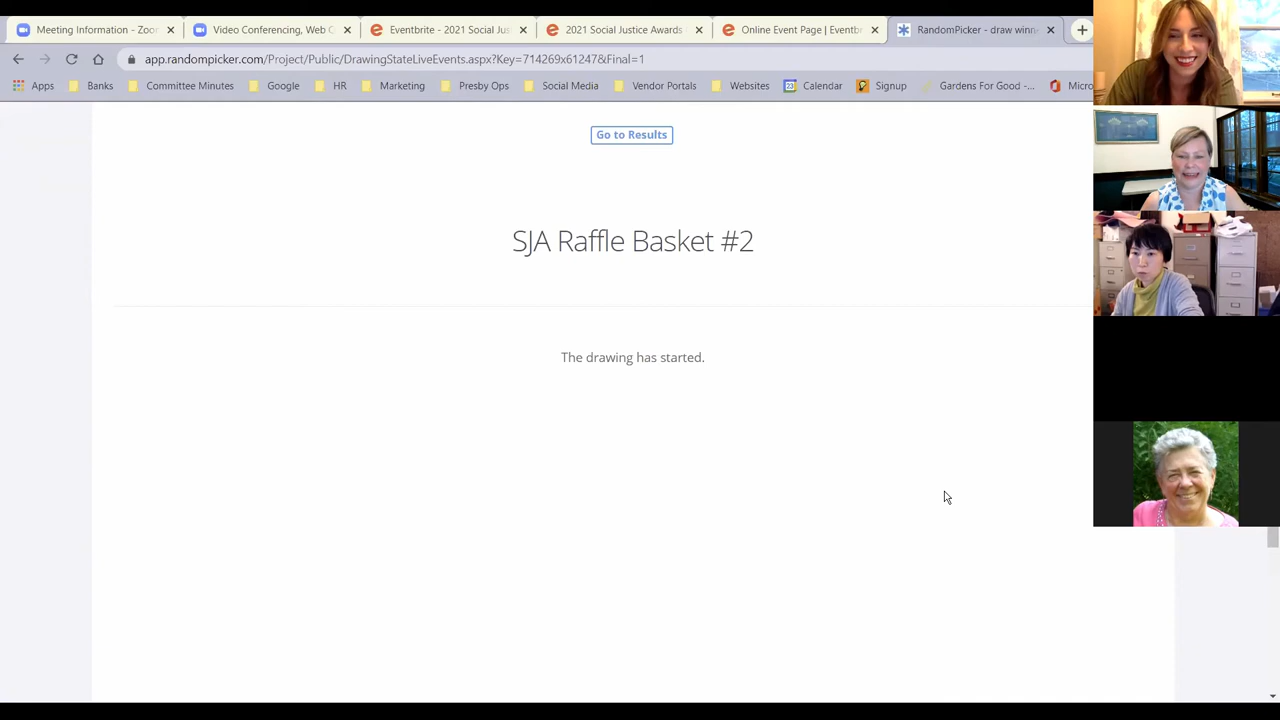 Meeting Information - Zoo
Video Conferencing, Web C
Eventbrite - 2021 Social Jus
2021 Social Justice Awards
Online Event Page | Eventb
RandomPicker - draw winn
app.randompicker.com/Project/Public/DrawingStateLiveEvents.aspx?key=714269x61247&Final=1
Apps Banks Committee Minutes Google HR Marketing Presby Ops Social Media Vendor Portals Websites Calendar Signup Gardens For Good -... Micro
Go to Results
SJA Raffle Basket #2
The drawing has started.